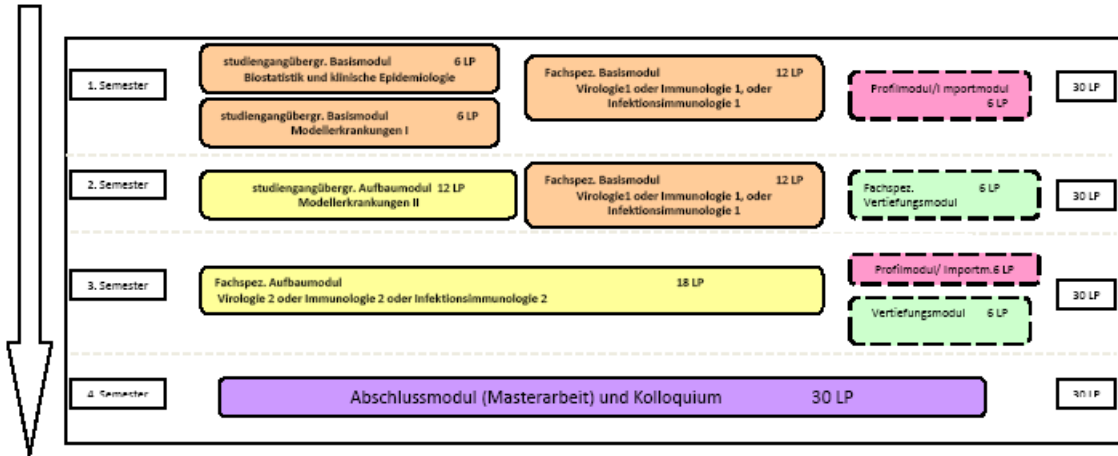 studiengangübergr. Basismodul 6 LP
Biostatistik und klinische Epidemiologie
Fachspez. Basismodul 12 LP
Virologie1 oder Immunologie 1, oder
Infektionsimmunologie 1
1. Semester
Profilmodul/Importmodul
6 LP
30 LP
studiengangübergr. Basismodul 6 LP
Modellerkrankungen I
2. Semester
studiengangübergr. Aufbaumodul 12 LP
Modellerkrankungen II
Fachspez. Basismodul 12 LP
Virologie1 oder Immunologie 1, oder
Infektionsimmunologie 1
Fachspez. 6 LP
Vertiefungsmodul
30 LP
3. Semester
Fachspez. Aufbaumodul 18 LP
Virologie 2 oder Immunologie 2 oder Infektionsimmunologie 2
Profilmodul/ Importm.6 LP
Vertiefungsmodul 6 LP
30 LP
4. Semester
Abschlussmodul (Masterarbeit) und Kolloquium 30 LP
30 LP